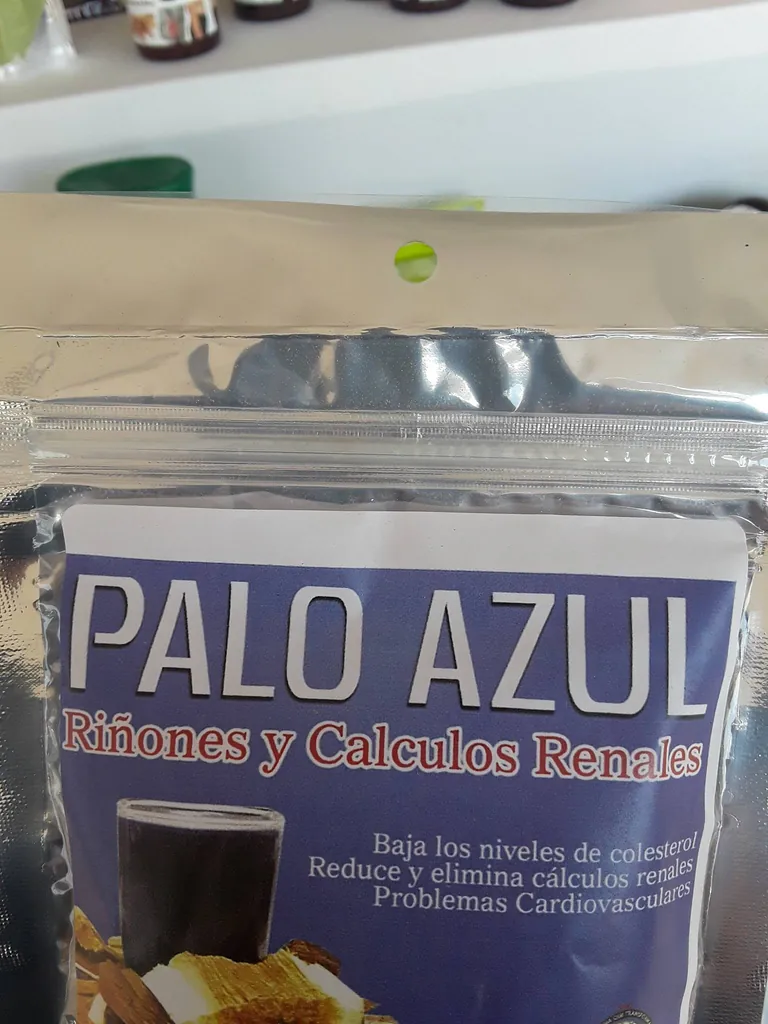 PALO AZUL
Riñones y Calculos Renales
Baja los niveles de colesterol
Reduce y elimina cálculos renales
Problemas Cardiovasculares